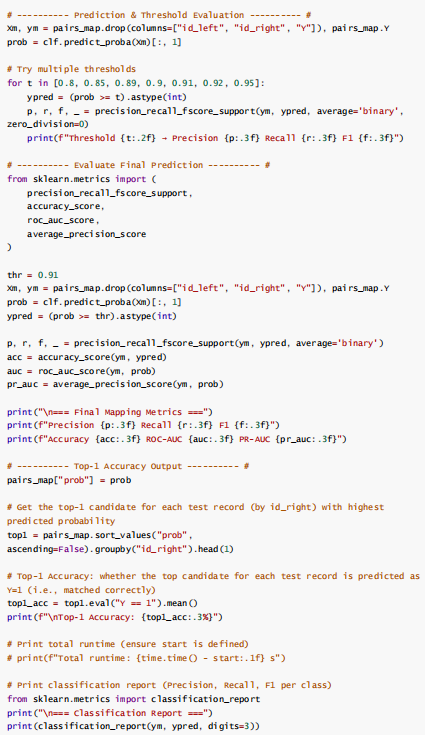 # ---------- Prediction & Threshold Evaluation ---------- #
Xm, ym = pairs_map.drop(columns=["id_left", "id_right", "Y"]), pairs_map.Y
prob = clf.predict_proba(Xm)[:, 1]
# Try multiple thresholds
for t in [0.8, 0.85, 0.89, 0.9, 0.91, 0.92, 0.95]:
    ypred = (prob >= t).astype(int)
    p, r, f, _ = precision_recall_fscore_support(ym, ypred, average='binary',
zero_division=0)
    print(f"Threshold {t:.2f} → Precision {p:.3f} Recall {r:.3f} F1 {f:.3f}")
# ---------- Evaluate Final Prediction ---------- #
from sklearn.metrics import (
    precision_recall_fscore_support,
    accuracy_score,
    roc_auc_score,
    average_precision_score
)
thr = 0.91
Xm, ym = pairs_map.drop(columns=["id_left", "id_right", "Y"]), pairs_map.Y
prob = clf.predict_proba(Xm)[:, 1]
ypred = (prob >= thr).astype(int)
p, r, f, _ = precision_recall_fscore_support(ym, ypred, average='binary')
acc = accuracy_score(ym, ypred)
auc = roc_auc_score(ym, prob)
pr_auc = average_precision_score(ym, prob)
print("\n=== Final Mapping Metrics ===")
print(f"Precision {p:.3f} Recall {r:.3f} F1 {f:.3f}")
print(f"Accuracy {acc:.3f} ROC-AUC {auc:.3f} PR-AUC {pr_auc:.3f}")
# ---------- Top-1 Accuracy Output ---------- #
pairs_map["prob"] = prob
# Get the top-1 candidate for each test record (by id_right) with highest
predicted probability
top1 = pairs_map.sort_values("prob",
ascending=False).groupby("id_right").head(1)
# Top-1 Accuracy: whether the top candidate for each test record is predicted as
Y=1 (i.e., matched correctly)
top1_acc = top1.eval("Y == 1").mean()
print(f"\nTop-1 Accuracy: {top1_acc:.3%}")
# Print total runtime (ensure start is defined)
# print(f"Total runtime: {time.time() - start:.1f} s")
# Print classification report (Precision, Recall, F1 per class)
from sklearn.metrics import classification_report
print("\n=== Classification Report ===")
print(classification_report(ym, ypred, digits=3))